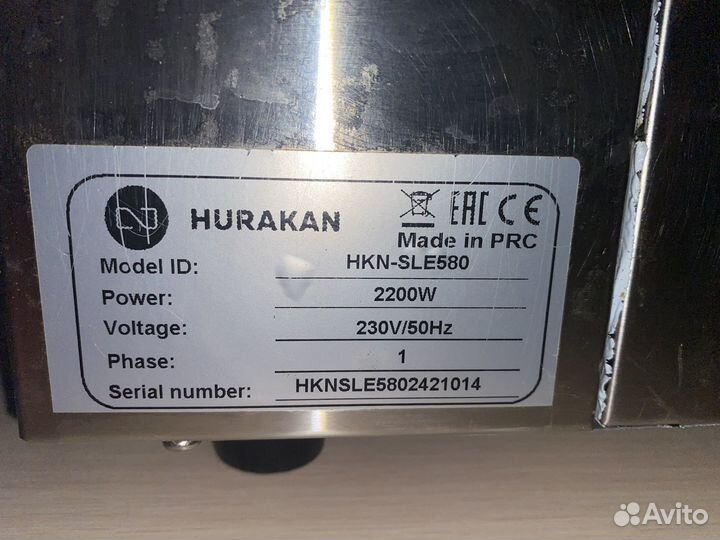 HURAKAN
EAC CE
Made in PRC
Model ID: HKN-SLE580
Power: 2200W
Voltage: 230V/50Hz
Phase: 1
Serial number: HKNSLE5802421014
Avito